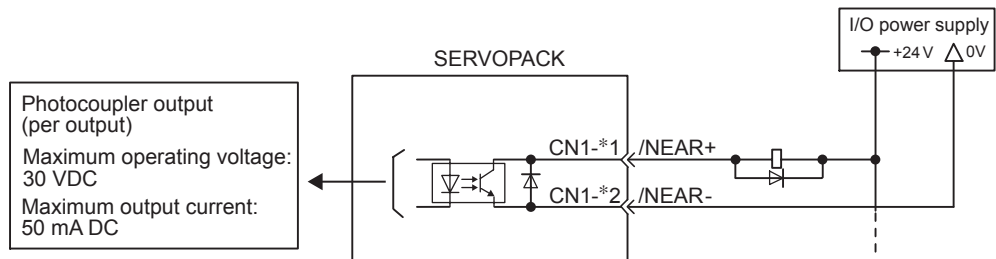 I/O power supply
+24 V 0V
SERVOPACK
Photocoupler output
(per output)
Maximum operating voltage:
30 VDC
Maximum output current:
50 mA DC
CN1-*1 /NEAR+
CN1-*2 /NEAR-